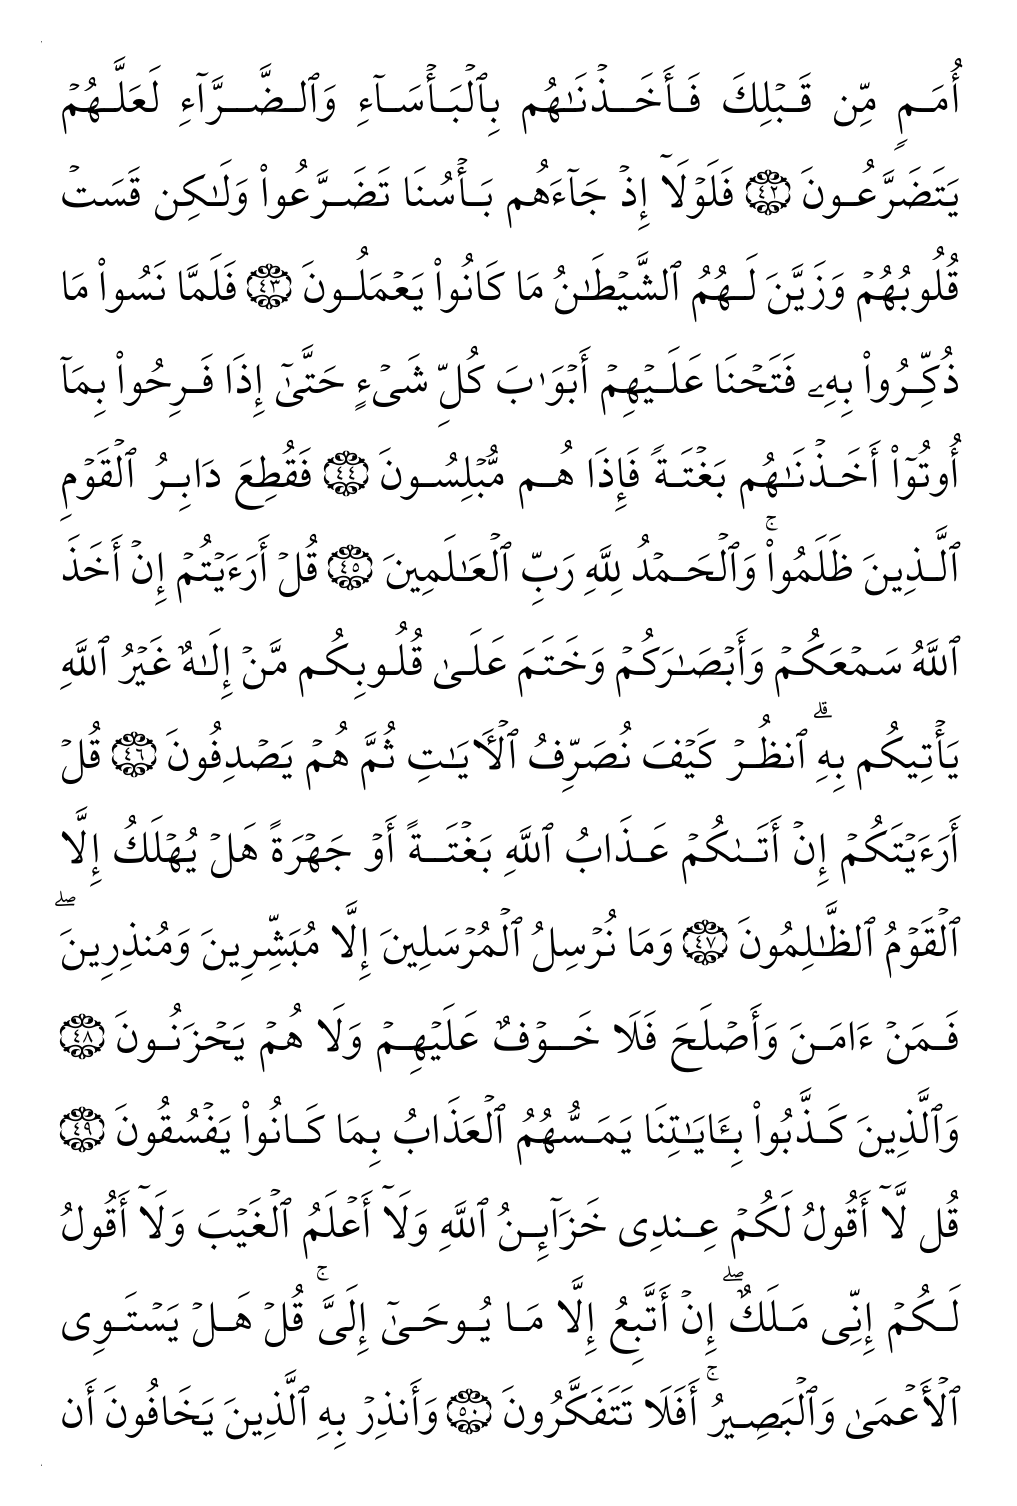 أُمَمٍ مِّن قَبْلِكَ فَأَخَذْنَـٰهُم بِٱلْبَأْسَآءِ وَٱلضَّرَّآءِ لَعَلَّهُمْ
يَتَضَرَّعُونَ ﴿٤٢﴾ فَلَوْلَآ إِذْ جَآءَهُم بَأْسُنَا تَضَرَّعُوا۟ وَلَـٰكِن قَسَتْ
قُلُوبُهُمْ وَزَيَّنَ لَهُمُ ٱلشَّيْطَـٰنُ مَا كَانُوا۟ يَعْمَلُونَ ﴿٤٣﴾ فَلَمَّا نَسُوا۟ مَا
ذُكِّرُوا۟ بِهِۦ فَتَحْنَا عَلَيْهِمْ أَبْوَٰبَ كُلِّ شَىْءٍ حَتَّىٰٓ إِذَا فَرِحُوا۟ بِمَآ
أُوتُوٓا۟ أَخَذْنَـٰهُم بَغْتَةً فَإِذَا هُم مُّبْلِسُونَ ﴿٤٤﴾ فَقُطِعَ دَابِرُ ٱلْقَوْمِ
ٱلَّذِينَ ظَلَمُوا۟ ۚ وَٱلْحَمْدُ لِلَّهِ رَبِّ ٱلْعَـٰلَمِينَ ﴿٤٥﴾ قُلْ أَرَءَيْتُمْ إِنْ أَخَذَ
ٱللَّهُ سَمْعَكُمْ وَأَبْصَـٰرَكُمْ وَخَتَمَ عَلَىٰ قُلُوبِكُم مَّنْ إِلَـٰهٌ غَيْرُ ٱللَّهِ
يَأْتِيكُم بِهِ ۗ ٱنظُرْ كَيْفَ نُصَرِّفُ ٱلْـَٔايَـٰتِ ثُمَّ هُمْ يَصْدِفُونَ ﴿٤٦﴾ قُلْ
أَرَءَيْتَكُمْ إِنْ أَتَىٰكُمْ عَذَابُ ٱللَّهِ بَغْتَةً أَوْ جَهْرَةً هَلْ يُهْلَكُ إِلَّا
ٱلْقَوْمُ ٱلظَّـٰلِمُونَ ﴿٤٧﴾ وَمَا نُرْسِلُ ٱلْمُرْسَلِينَ إِلَّا مُبَشِّرِينَ وَمُنذِرِينَ ۖ
فَمَنْ ءَامَنَ وَأَصْلَحَ فَلَا خَوْفٌ عَلَيْهِمْ وَلَا هُمْ يَحْزَنُونَ ﴿٤٨﴾
وَٱلَّذِينَ كَذَّبُوا۟ بِـَٔايَـٰتِنَا يَمَسُّهُمُ ٱلْعَذَابُ بِمَا كَانُوا۟ يَفْسُقُونَ ﴿٤٩﴾
قُل لَّآ أَقُولُ لَكُمْ عِندِى خَزَآئِنُ ٱللَّهِ وَلَآ أَعْلَمُ ٱلْغَيْبَ وَلَآ أَقُولُ
لَكُمْ إِنِّى مَلَكٌ ۖ إِنْ أَتَّبِعُ إِلَّا مَا يُوحَىٰٓ إِلَىَّ ۚ قُلْ هَلْ يَسْتَوِى
ٱلْأَعْمَىٰ وَٱلْبَصِيرُ ۚ أَفَلَا تَتَفَكَّرُونَ ﴿٥٠﴾ وَأَنذِرْ بِهِ ٱلَّذِينَ يَخَافُونَ أَن